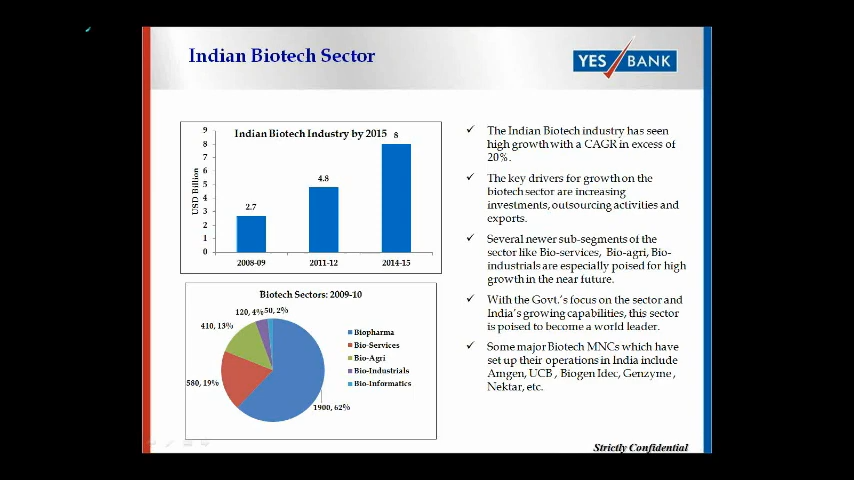 Indian Biotech Sector
YES BANK
Indian Biotech Industry by 2015
USD Billion
9
8
7
6
5
4
3
2
1
0
2.7
4.8
8
2008-09
2011-12
2014-15
Biotech Sectors: 2009-10
120, 4%
50, 2%
410, 13%
580, 19%
1900, 62%
Biopharma
Bio-Services
Bio-Agri
Bio-Industrials
Bio-Informatics
✓ The Indian Biotech industry has seen
high growth with a CAGR in excess of
20%.
✓ The key drivers for growth on the
biotech sector are increasing
investments, outsourcing activities and
exports.
✓ Several newer sub-segments of the
sector like Bio-services, Bio-agri, Bio-
industrials are especially poised for high
growth in the near future.
✓ With the Govt.'s focus on the sector and
India's growing capabilities, this sector
is poised to become a world leader.
✓ Some major Biotech MNCs which have
set up their operations in India include
Amgen, UCB , Biogen Idec, Genzyme ,
Nektar, etc.
Strictly Confidential